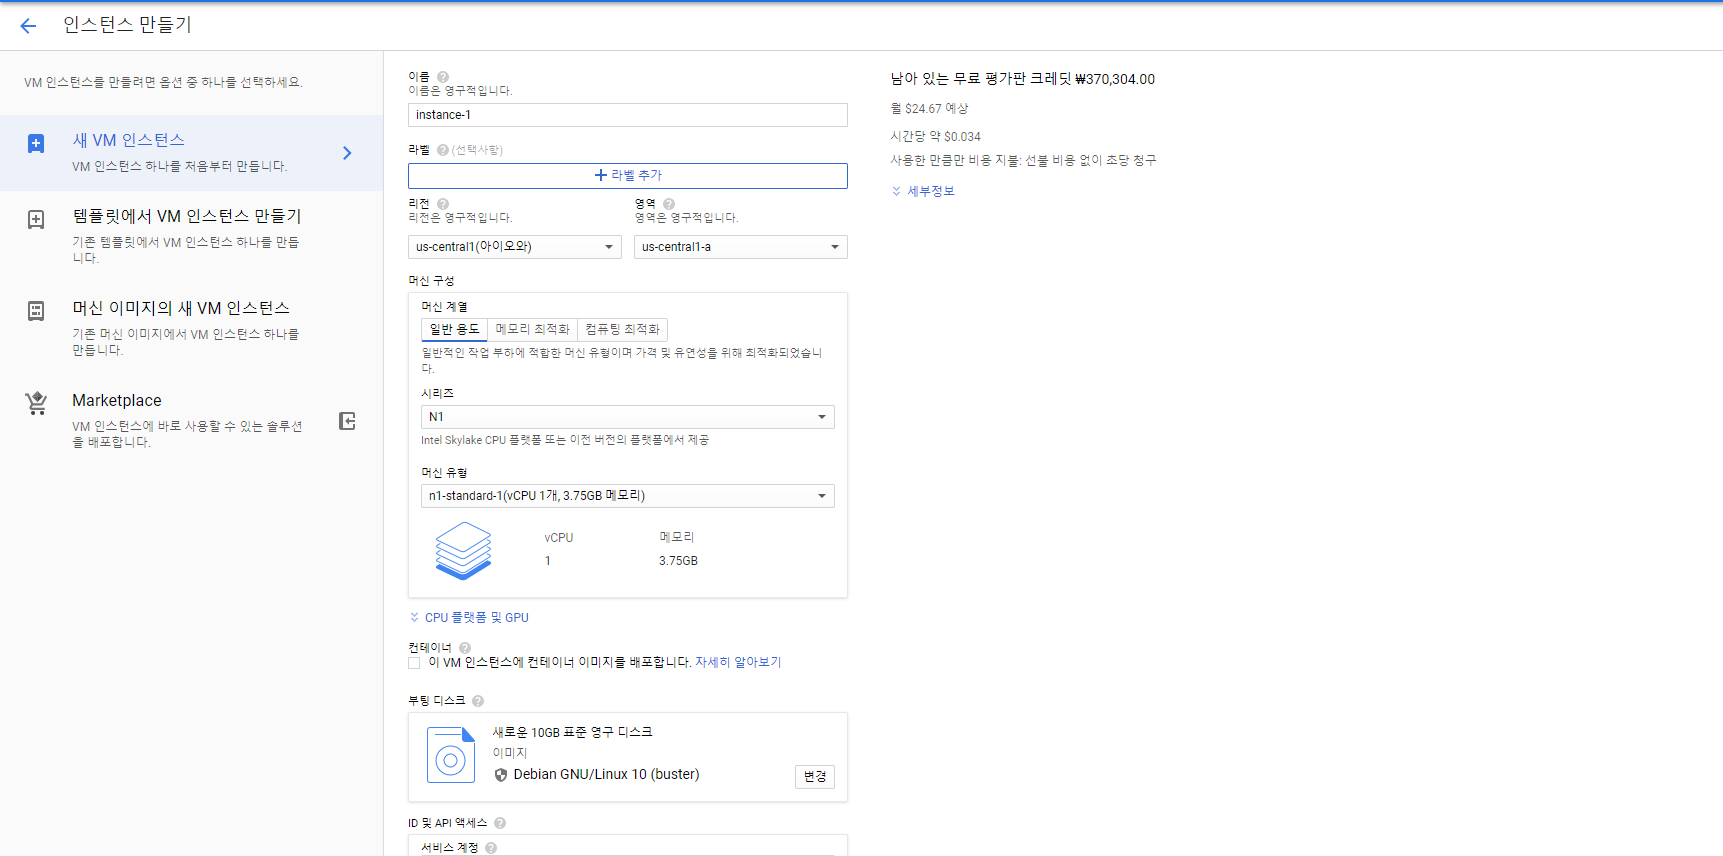 인스턴스 만들기
VM 인스턴스를 만들려면 옵션 중 하나를 선택하세요.
새 VM 인스턴스
VM 인스턴스 하나를 처음부터 만듭니다.
템플릿에서 VM 인스턴스 만들기
기존 템플릿에서 VM 인스턴스 하나를 만듭
니다.
머신 이미지의 새 VM 인스턴스
기존 머신 이미지에서 VM 인스턴스 하나를
만듭니다.
Marketplace
VM 인스턴스에 바로 사용할 수 있는 솔루션
을 배포합니다.
이름
이름은 영구적입니다.
instance-1
라벨 (선택사항)
라벨 추가
리전
리전은 영구적입니다.
us-central1(아이오와)
영역
영역은 영구적입니다.
us-central1-a
머신 구성
머신 계열
일반 용도 메모리 최적화 컴퓨팅 최적화
일반적인 작업 부하에 적합한 머신 유형이며 가격 및 유연성을 위해 최적화되었습니
다.
시리즈
N1
Intel Skylake CPU 플랫폼 또는 이전 버전의 플랫폼에서 제공
머신 유형
n1-standard-1(vCPU 1개, 3.75GB 메모리)
vCPU
1
메모리
3.75GB
CPU 플랫폼 및 GPU
컨테이너
이 VM 인스턴스에 컨테이너 이미지를 배포합니다. 자세히 알아보기
부팅 디스크
새로운 10GB 표준 영구 디스크
이미지
Debian GNU/Linux 10 (buster)
변경
ID 및 API 액세스
서비스 계정
남아 있는 무료 평가판 크레딧 ₩370,304.00
월 $24.67 예상
시간당 약 $0.034
사용한 만큼만 비용 지불: 선불 비용 없이 초당 청구
세부정보